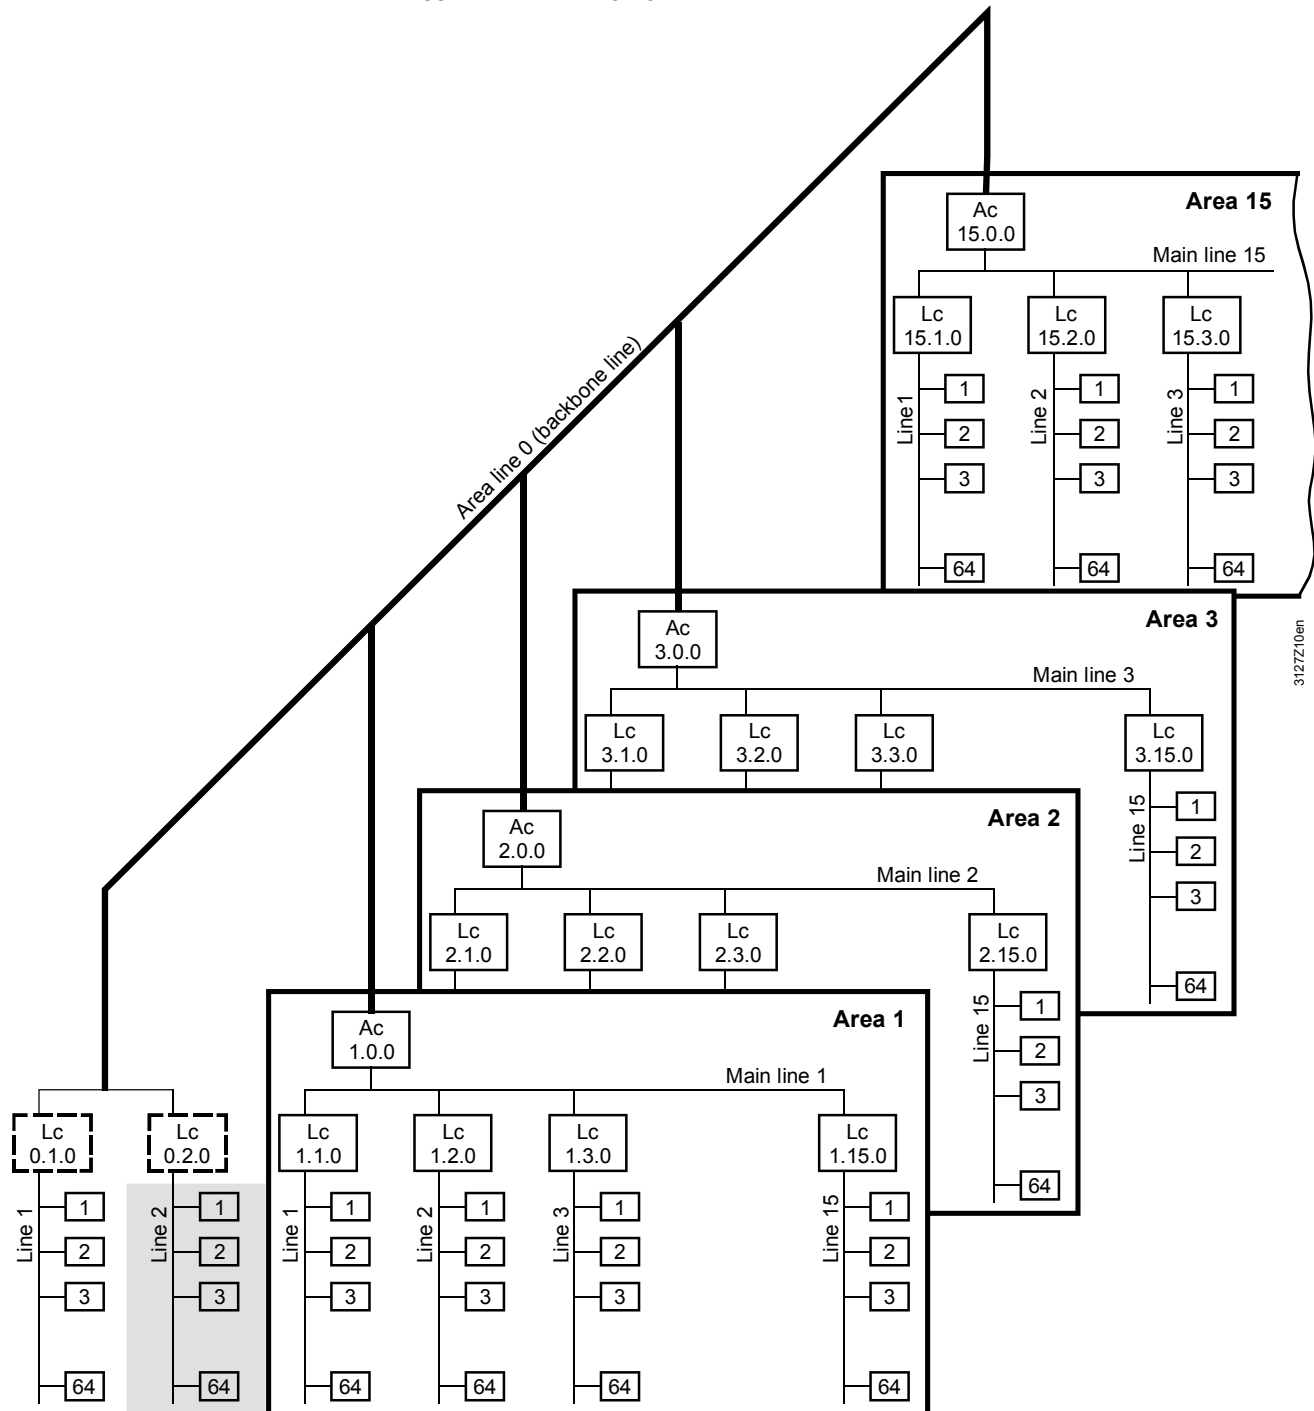 Area 15
Ac
15.0.0
Main line 15
Lc
15.1.0
Lc
15.2.0
Lc
15.3.0
Line1
1
2
3
64
Line 2
1
2
3
64
Line 3
1
2
3
64
Area line 0 (backbone line)
3127Z10en
Area 3
Ac
3.0.0
Main line 3
Lc
3.1.0
Lc
3.2.0
Lc
3.3.0
Lc
3.15.0
Line 15
1
2
3
64
Area 2
Ac
2.0.0
Main line 2
Lc
2.1.0
Lc
2.2.0
Lc
2.3.0
Lc
2.15.0
Line 15
1
2
3
64
Area 1
Ac
1.0.0
Main line 1
Lc
0.1.0
Lc
0.2.0
Lc
1.1.0
Lc
1.2.0
Lc
1.3.0
Lc
1.15.0
Line 1
1
2
3
64
Line 2
1
2
3
64
Line 1
1
2
3
64
Line 2
1
2
3
64
Line 3
1
2
3
64
Line 15
1
2
3
64